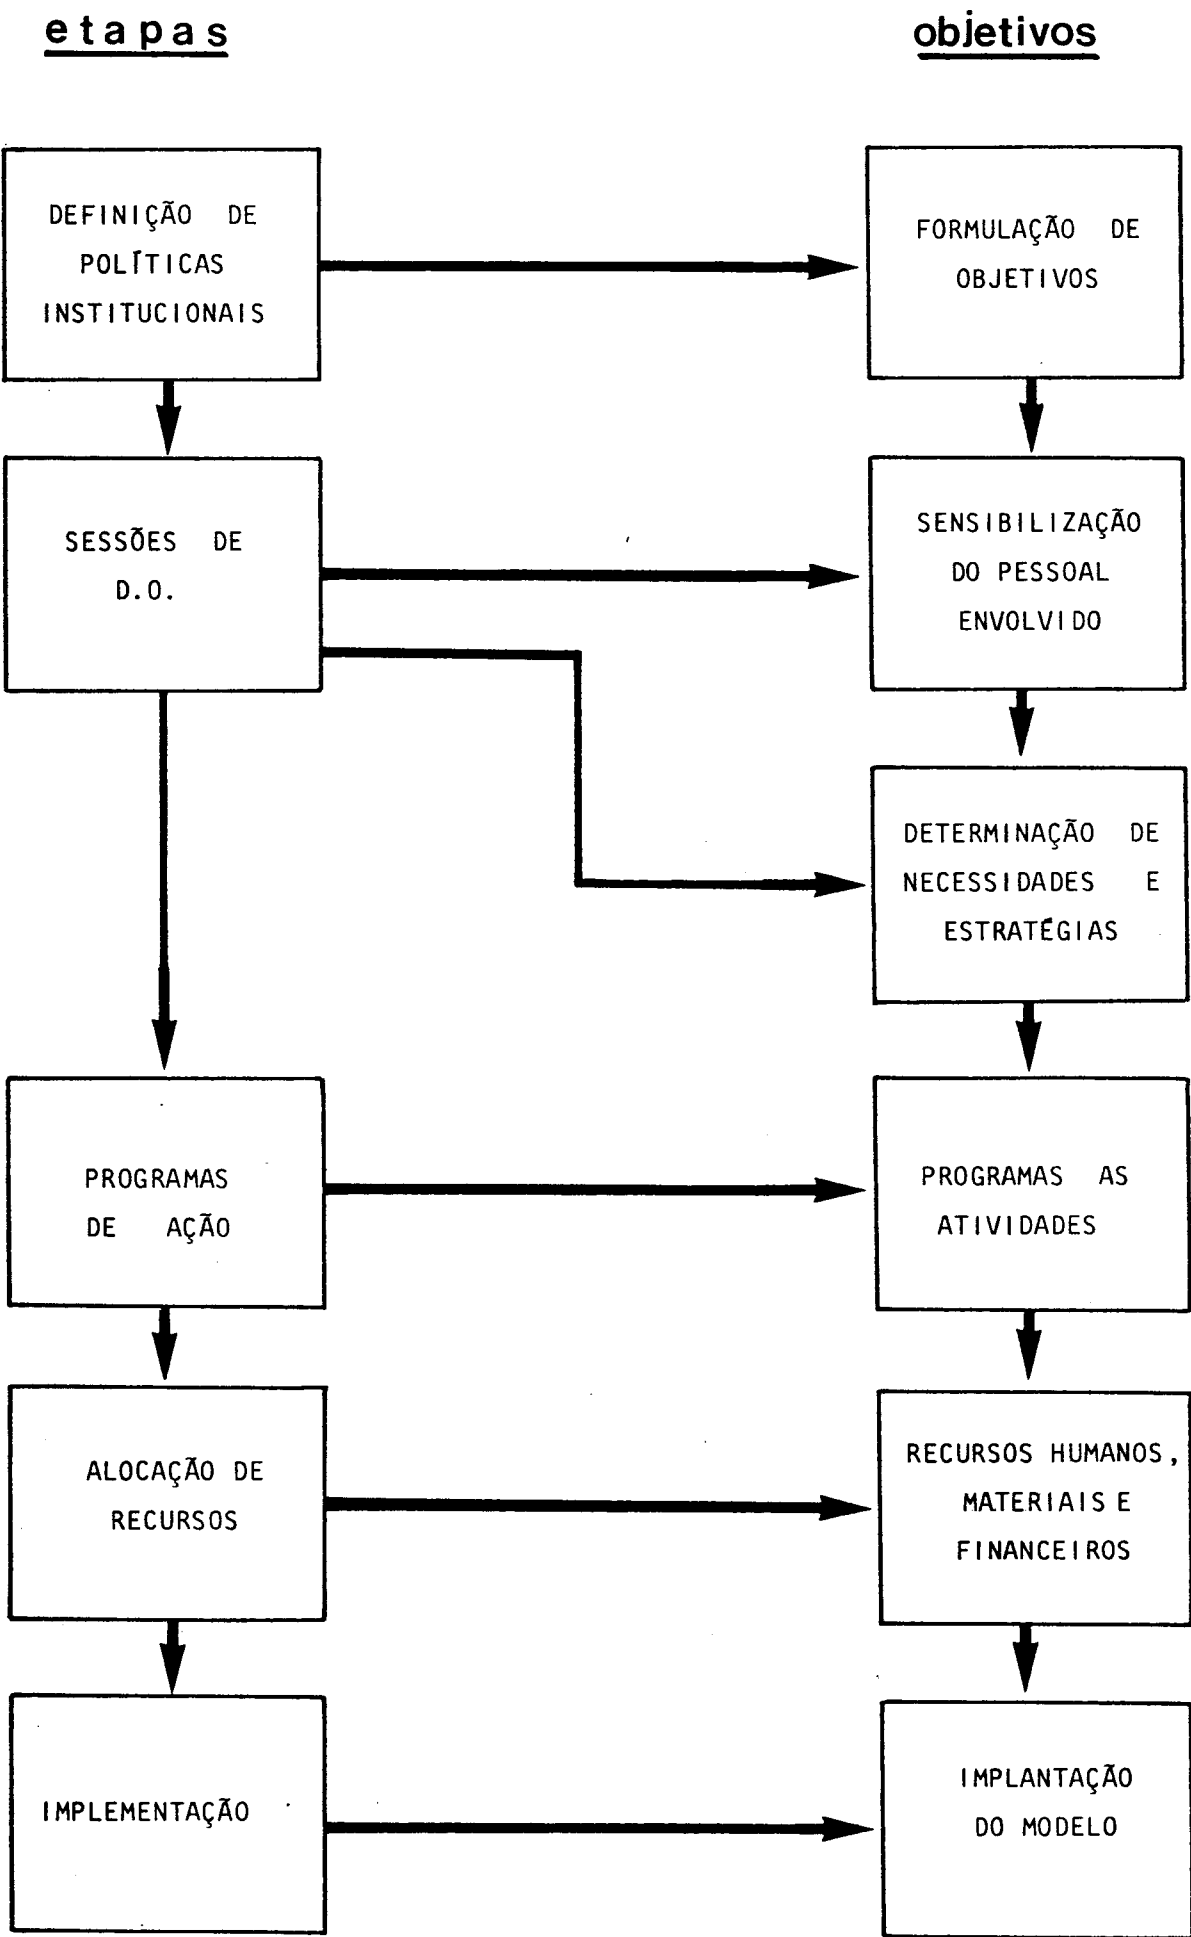 etapas
objetivos
DEFINIÇÃO DE
POLÍTICAS
INSTITUCIONAIS
FORMULAÇÃO DE
OBJETIVOS
SESSÕES DE
D.O.
SENSIBILIZAÇÃO
DO PESSOAL
ENVOLVIDO
DETERMINAÇÃO DE
NECESSIDADES E
ESTRATÉGIAS
PROGRAMAS
DE AÇÃO
PROGRAMAS AS
ATIVIDADES
ALOCAÇÃO DE
RECURSOS
RECURSOS HUMANOS,
MATERIAIS E
FINANCEIROS
IMPLEMENTAÇÃO
IMPLANTAÇÃO
DO MODELO